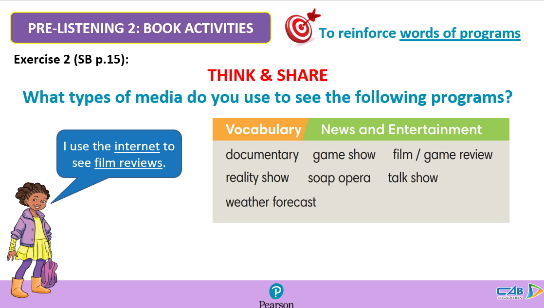 PRE-LISTENING 2: BOOK ACTIVITIES
To reinforce words of programs
Exercise 2 (SB p.15):
THINK & SHARE
What types of media do you use to see the following programs?
I use the internet to
see film reviews.
Vocabulary News and Entertainment
documentary game show film / game review
reality show soap opera talk show
weather forecast
Pearson